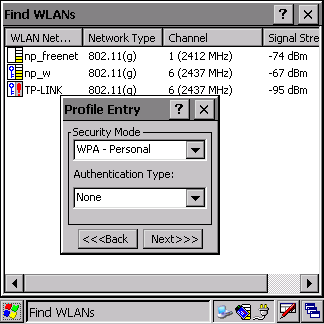 Find WLANs ? ×
WLAN Net... Network Type Channel Signal Stre
np_freenet 802.11(g) 1 (2412 MHz) -74 dBm
np_w 802.11(g) 6 (2437 MHz) -67 dBm
TP-LINK 802.11(g) 6 (2437 MHz) -95 dBm
Profile Entry ? ×
Security Mode
WPA - Personal
Authentication Type:
None
<<<Back Next>>>
Find WLANs